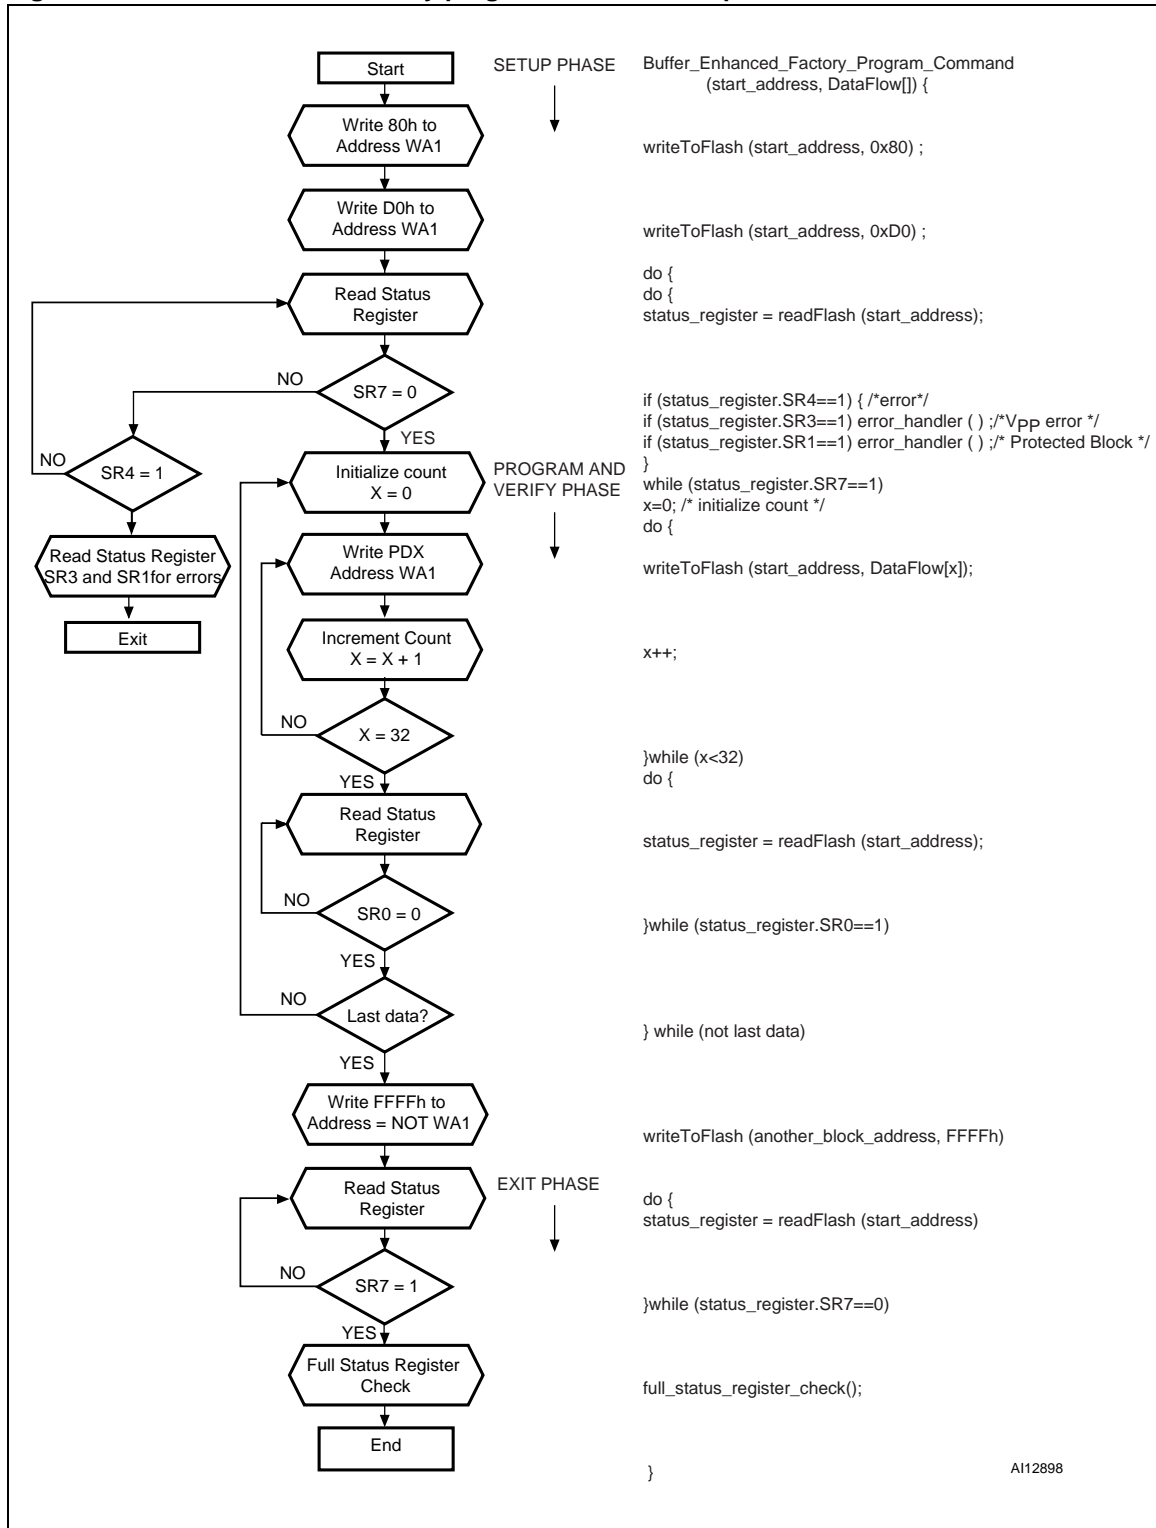 Start
SETUP PHASE
Buffer_Enhanced_Factory_Program_Command
(start_address, DataFlow[]) {
Write 80h to
Address WA1
writeToFlash (start_address, 0x80) ;
Write D0h to
Address WA1
writeToFlash (start_address, 0xD0) ;
do {
do {
Read Status
Register
status_register = readFlash (start_address);
NO
SR7 = 0
YES
if (status_register.SR4==1) { /*error*/
if (status_register.SR3==1) error_handler ( ) ;/*VPP error */
if (status_register.SR1==1) error_handler ( ) ;/* Protected Block */
}
NO
SR4 = 1
Initialize count
X = 0
PROGRAM AND
VERIFY PHASE
while (status_register.SR7==1)
x=0; /* initialize count */
do {
Read Status Register
SR3 and SR1for errors
Exit
Write PDX
Address WA1
writeToFlash (start_address, DataFlow[x]);
Increment Count
X = X + 1
x++;
NO
X = 32
YES
}while (x<32)
do {
Read Status
Register
status_register = readFlash (start_address);
NO
SR0 = 0
YES
}while (status_register.SR0==1)
NO
Last data?
YES
} while (not last data)
Write FFFFh to
Address = NOT WA1
writeToFlash (another_block_address, FFFFh)
Read Status
Register
EXIT PHASE
do {
status_register = readFlash (start_address)
NO
SR7 = 1
YES
}while (status_register.SR7==0)
Full Status Register
Check
full_status_register_check();
End
}
AI12898